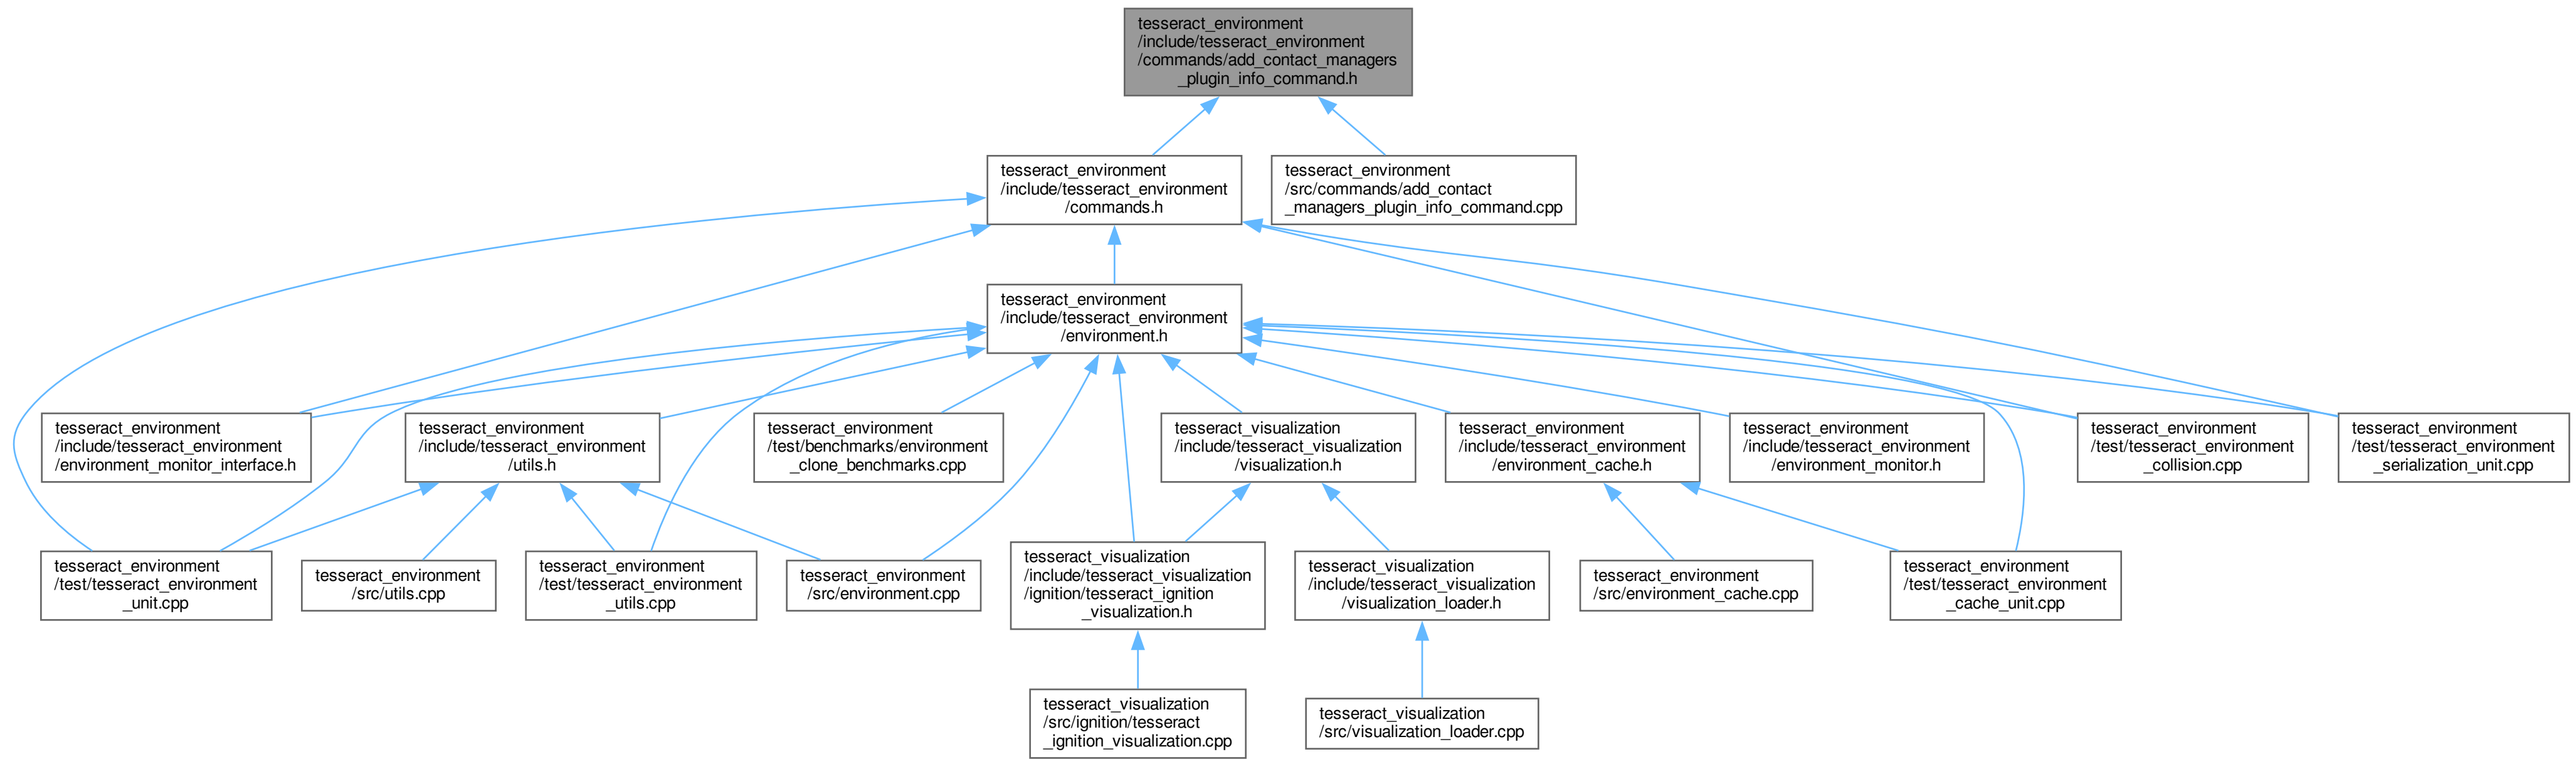 tesseract_environment
/include/tesseract_environment
/commands/add_contact_managers
_plugin_info_command.h
tesseract_environment
/include/tesseract_environment
/commands.h
tesseract_environment
/src/commands/add_contact
_managers_plugin_info_command.cpp
tesseract_environment
/include/tesseract_environment
/environment.h
tesseract_environment
/include/tesseract_environment
/environment_monitor_interface.h
tesseract_environment
/include/tesseract_environment
/utils.h
tesseract_environment
/test/benchmarks/environment
_clone_benchmarks.cpp
tesseract_visualization
/include/tesseract_visualization
/visualization.h
tesseract_environment
/include/tesseract_environment
/environment_cache.h
tesseract_environment
/include/tesseract_environment
/environment_monitor.h
tesseract_environment
/test/tesseract_environment
_collision.cpp
tesseract_environment
/test/tesseract_environment
_serialization_unit.cpp
tesseract_environment
/test/tesseract_environment
_unit.cpp
tesseract_environment
/src/utils.cpp
tesseract_environment
/test/tesseract_environment
_utils.cpp
tesseract_environment
/src/environment.cpp
tesseract_visualization
/include/tesseract_visualization
/ignition/tesseract_ignition
_visualization.h
tesseract_visualization
/include/tesseract_visualization
/visualization_loader.h
tesseract_environment
/src/environment_cache.cpp
tesseract_environment
/test/tesseract_environment
_cache_unit.cpp
tesseract_visualization
/src/ignition/tesseract
_ignition_visualization.cpp
tesseract_visualization
/src/visualization_loader.cpp